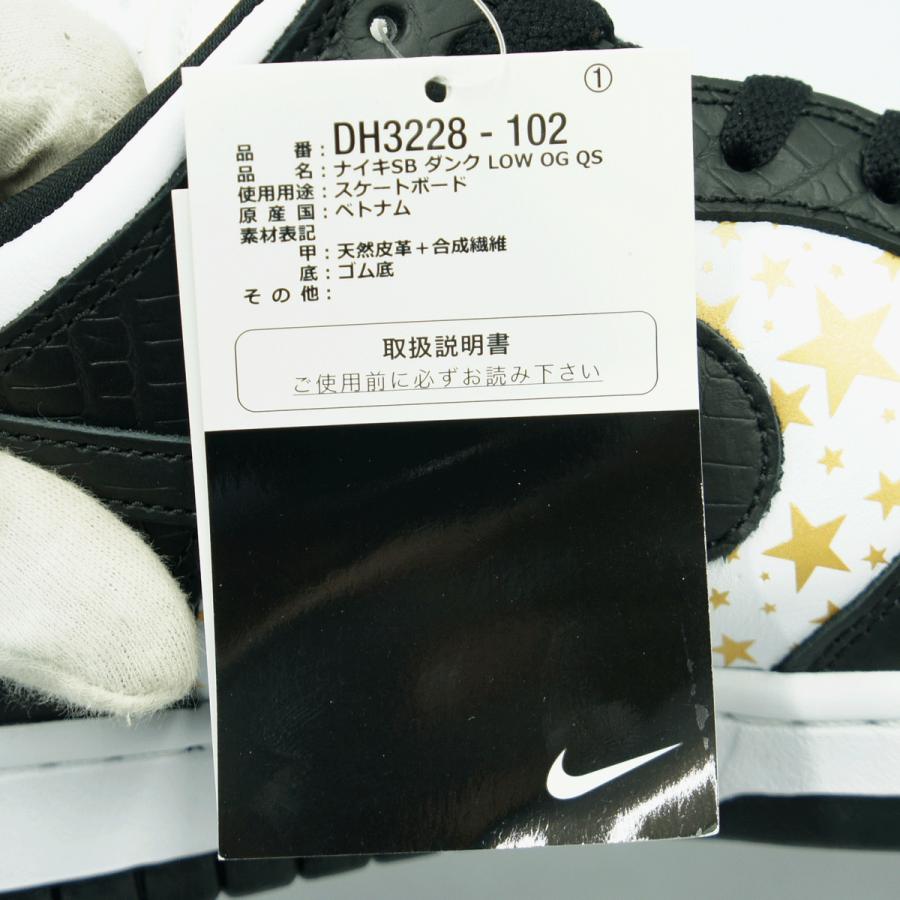 ①
品番：DH3228 - 102
品名：ナイキSB ダンク LOW OG QS
使用用途：スケートボード
原産国：ベトナム
素材表記
甲：天然皮革＋合成繊維
底：ゴム底
その他：
取扱説明書
ご使用前に必ずお読み下さい